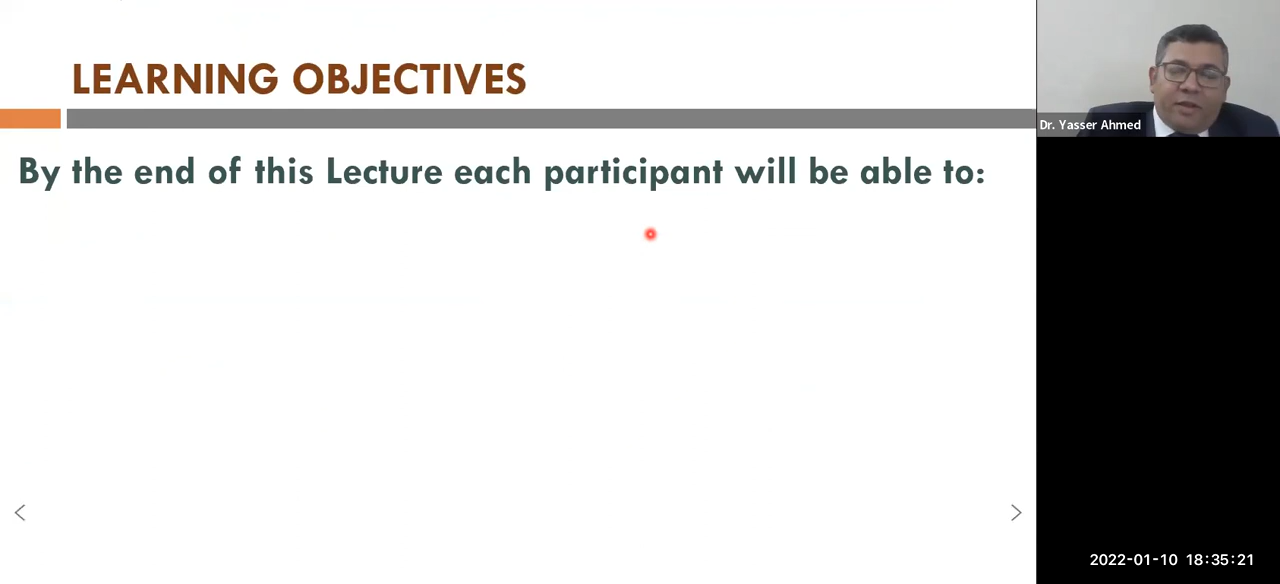 LEARNING OBJECTIVES
By the end of this Lecture each participant will be able to:
Dr. Yasser Ahmed
2022-01-10 18:35:21